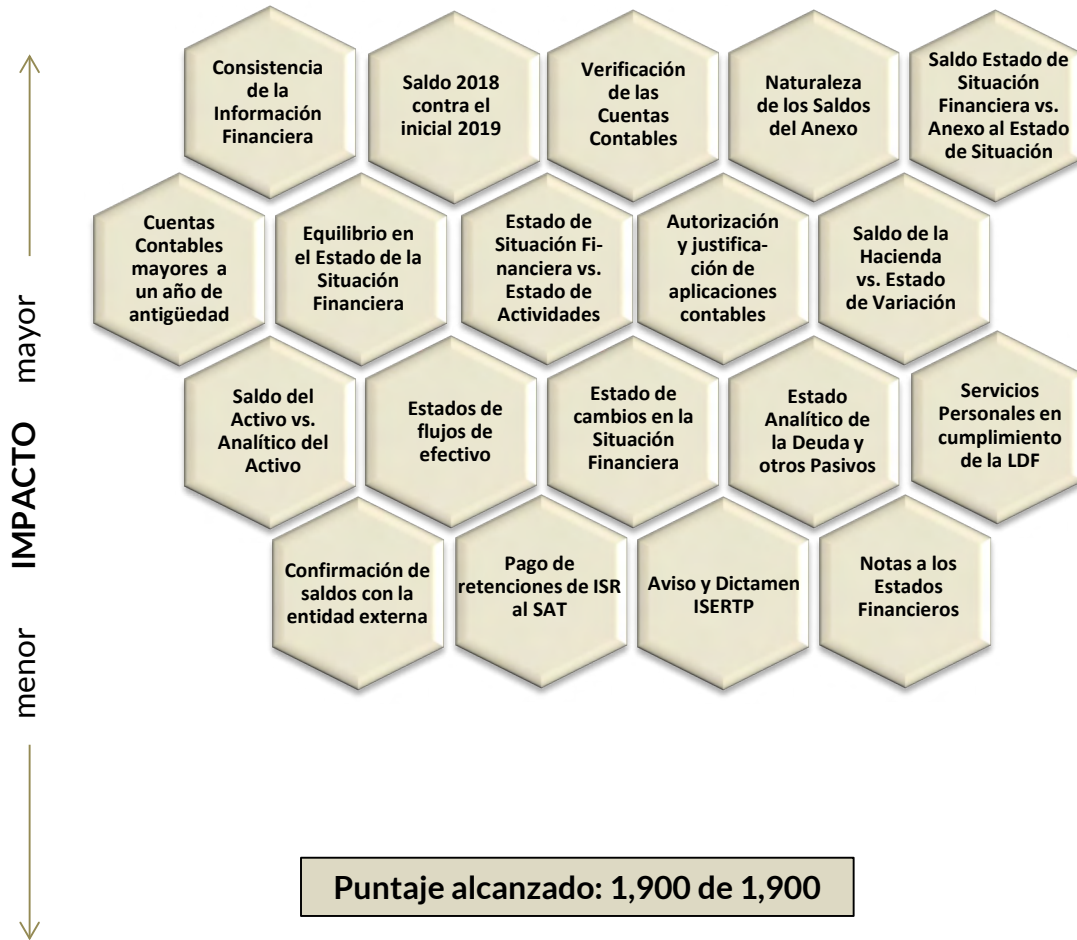 Consistencia
de la
Información
Financiera
Saldo 2018
contra el
inicial 2019
Verificación
de las
Cuentas
Contables
Naturaleza
de los Saldos
del Anexo
Saldo Estado de
Situación
Financiera vs.
Anexo al Estado
de Situación
Cuentas
Contables
mayores a
un año de
antigüedad
Equilibrio en
el Estado de la
Situación
Financiera
Estado de
Situación Fi-
nanciera vs.
Estado de
Actividades
Autorización
y justifica-
ción de
aplicaciones
contables
Saldo de la
Hacienda
vs. Estado
de Variación
Saldo del
Activo vs.
Analítico del
Activo
Estados de
flujos de
efectivo
Estado de
cambios en la
Situación
Financiera
Estado
Analítico de
la Deuda y
otros Pasivos
Servicios
Personales en
cumplimiento
de la LDF
Confirmación de
saldos con la
entidad externa
Pago de
retenciones de ISR
al SAT
Aviso y Dictamen
ISERTP
Notas a los
Estados
Financieros
menor IMPACTO mayor
Puntaje alcanzado: 1,900 de 1,900